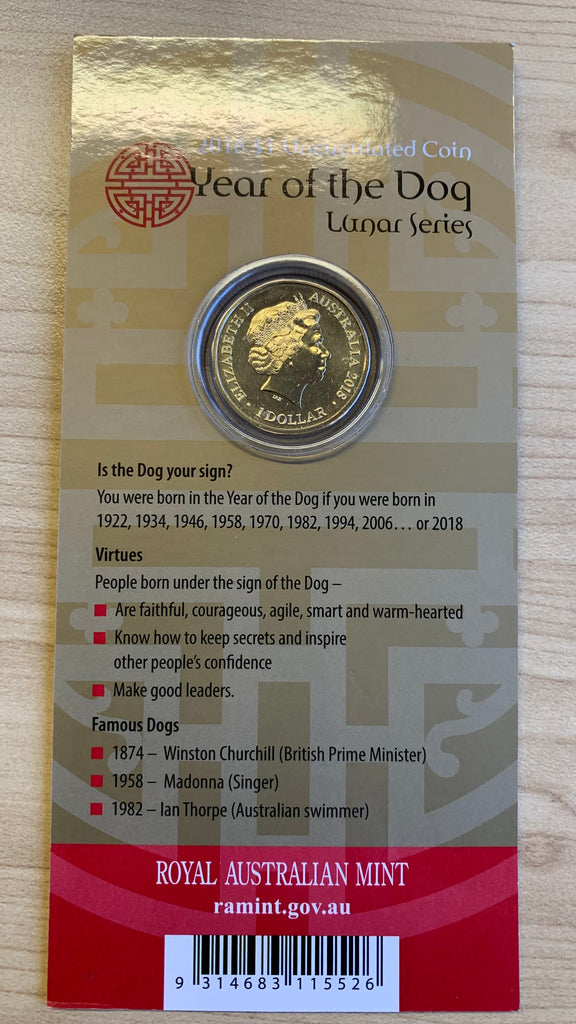 2018 $1 Uncirculated Coin
Year of the Dog
Lunar Series
ELIZABETH II AUSTRALIA 2018
1 DOLLAR
Is the Dog your sign?
You were born in the Year of the Dog if you were born in
1922, 1934, 1946, 1958, 1970, 1982, 1994, 2006… or 2018
Virtues
People born under the sign of the Dog –
Are faithful, courageous, agile, smart and warm-hearted
Know how to keep secrets and inspire
other people's confidence
Make good leaders.
Famous Dogs
1874 – Winston Churchill (British Prime Minister)
1958 – Madonna (Singer)
1982 – Ian Thorpe (Australian swimmer)
ROYAL AUSTRALIAN MINT
ramint.gov.au
9 314683 115526